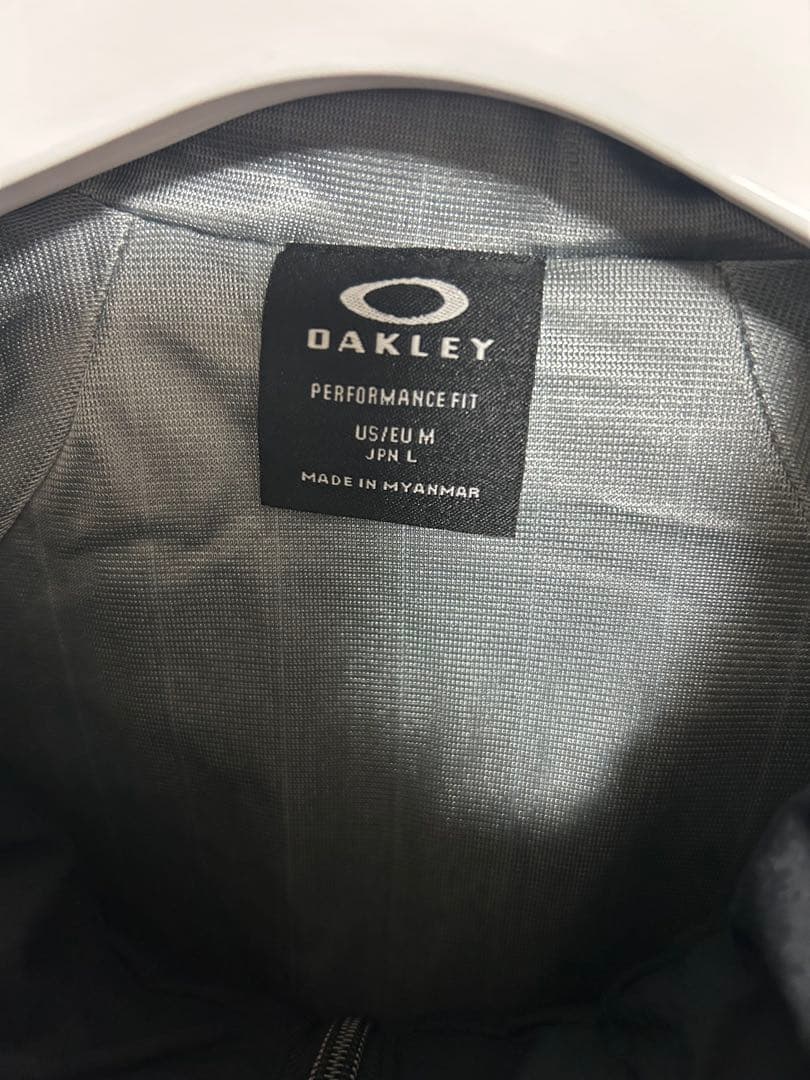 OAKLEY
PERFORMANCE FIT
US/EU M
JPN L
MADE IN MYANMAR